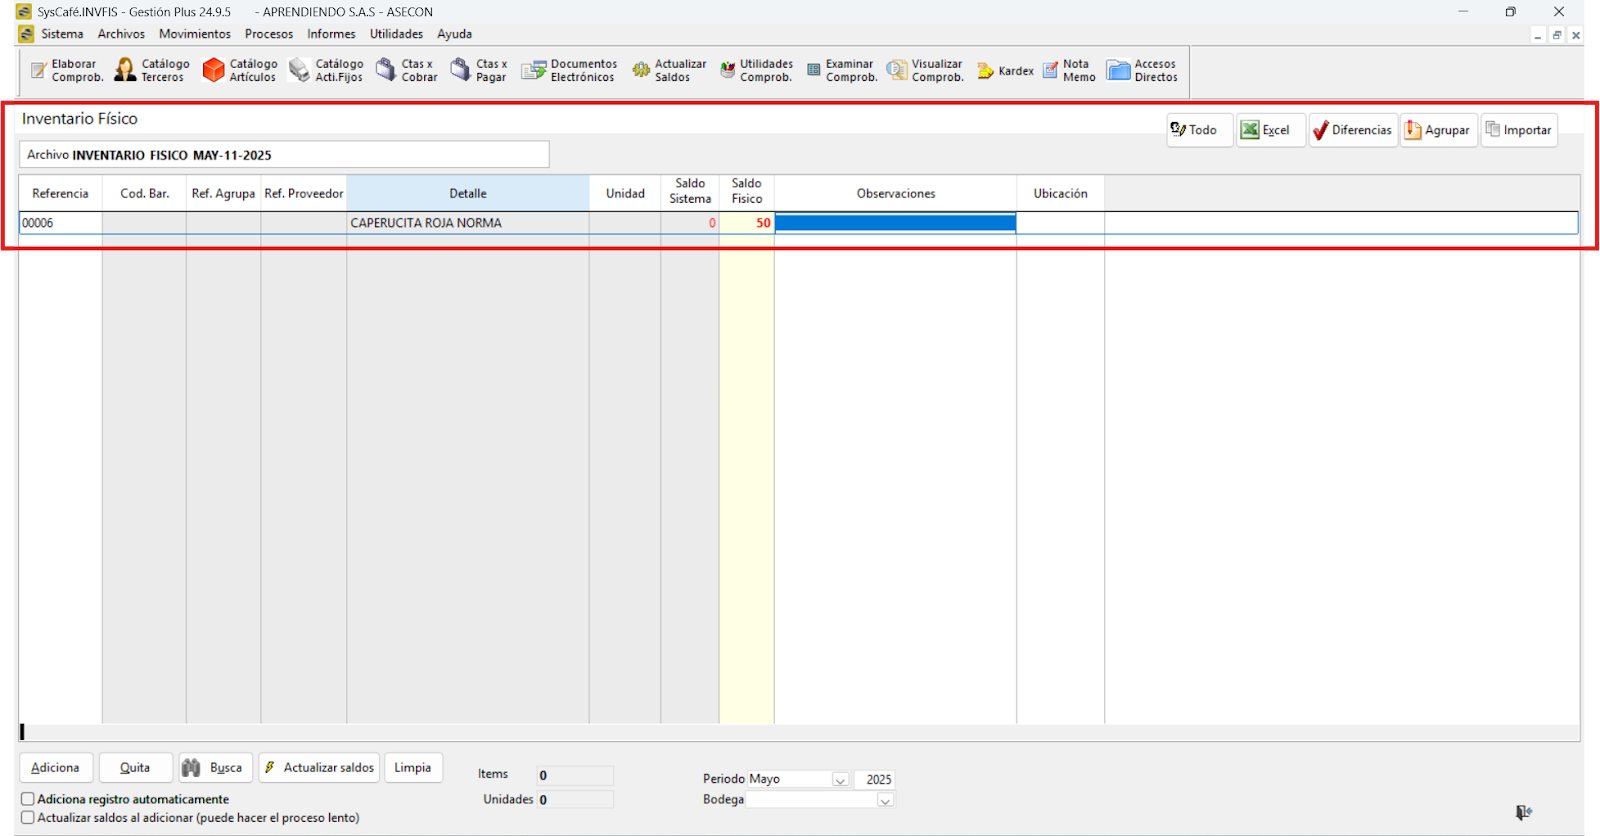 SysCafé.INVFIS - Gestión Plus 24.9.5 - APRENDIENDO S.A.S - ASECON
Sistema Archivos Movimientos Procesos Informes Utilidades Ayuda
Elaborar Comprob. Catálogo Terceros Catálogo Artículos Catálogo Acti.Fijos Ctas x Cobrar Ctas x Pagar Documentos Electrónicos Actualizar Saldos Utilidades Comprob. Examinar Comprob. Visualizar Comprob. Kardex Nota Memo Accesos Directos
Inventario Físico
Todo Excel Diferencias Agrupar Importar
Archivo INVENTARIO FISICO MAY-11-2025
Referencia Cod. Bar. Ref. Agrupa Ref. Proveedor Detalle Unidad Saldo Sistema Saldo Fisico Observaciones Ubicación
00006 CAPERUCITA ROJA NORMA 0 50
Adiciona Quita Busca Actualizar saldos Limpia
Items 0
Unidades 0
Periodo Mayo 2025
Bodega
Adiciona registro automaticamente
Actualizar saldos al adicionar (puede hacer el proceso lento)